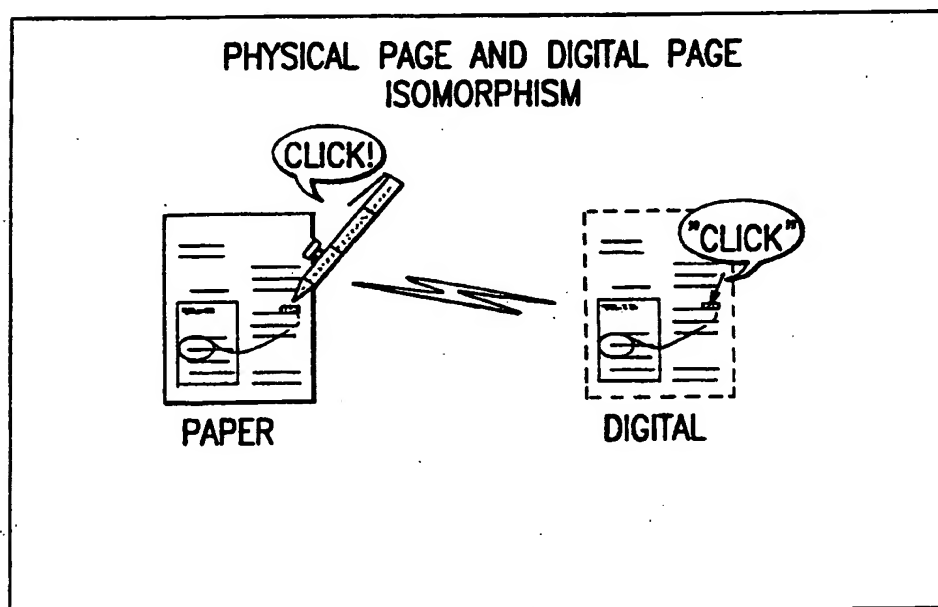 PHYSICAL PAGE AND DIGITAL PAGE
ISOMORPHISM
CLICK!
"CLICK"
PAPER
DIGITAL